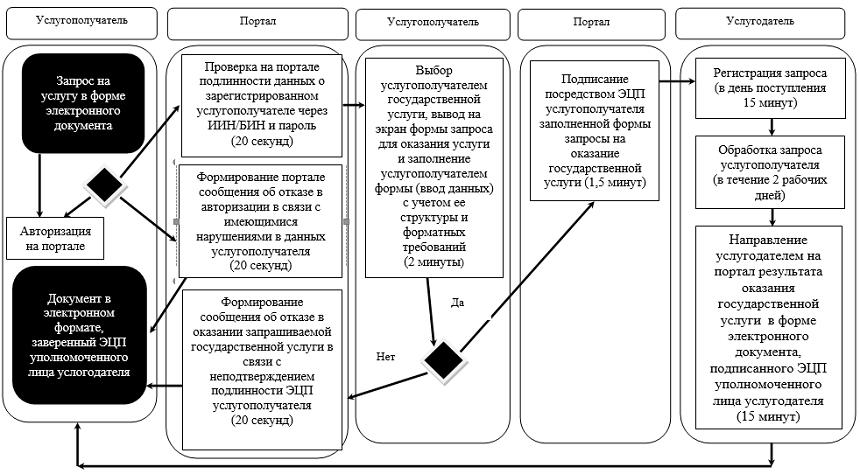 Услугополучатель
Портал
Услугополучатель
Портал
Услугодатель
Запрос на
услугу в форме
электронного
документа
Авторизация
на портале
Документ в
электронном
формате,
заверенный ЭЦП
уполномоченного
лица услогодателя
Проверка на портале
подлинности данных о
зарегистрированном
услугополучателе через
ИИН/БИН и пароль
(20 секунд)
Формирование портале
сообщения об отказе в
авторизации в связи с
имеющимися
нарушениями в данных
услугополучателя
(20 секунд)
Формирование
сообщения об отказе в
оказании запрашиваемой
государственной услуги в
связи с
неподтверждением
подлинности ЭЦП
услугополучателя
(20 секунд)
Выбор
услугополучателем
государственной
услуги, вывод на
экран формы запроса
для оказания услуги и
заполнение
услугополучателем
формы (ввод данных)
с учетом ее
структуры и
форматных
требований
(2 минуты)
Да
Нет
Подписание
посредством ЭЦП
услугополучателя
заполненной формы
запросы на
оказание
государственной
услуги (1,5 минут)
Регистрация запроса
(в день поступления
15 минут)
Обработка запроса
услугополучателя
(в течение 2 рабочих
дней)
Направление
услугодателем на
портал результата
оказания
государственной
услуги в форме
электронного
документа,
подписанного ЭЦП
уполномоченного
лица услугодателя
(15 минут)